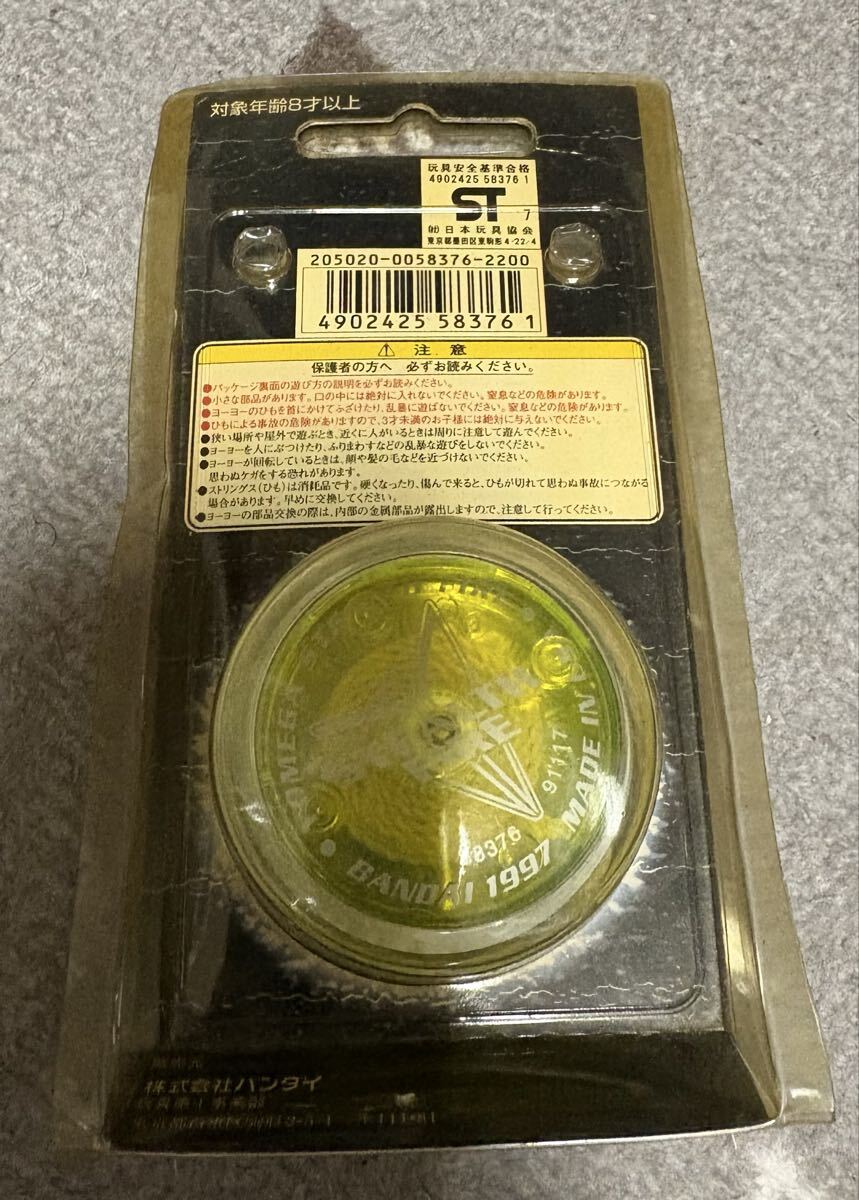 対象年齢8才以上
玩具安全基準合格
4902425 58376 1
ST 7
㈳日本玩具協会
東京都墨田区東駒形4-22-4
205020-0058376-2200
4902425 58376 1
⚠ 注 意
保護者の方へ 必ずお読みください。
●パッケージ裏面の遊び方の説明を必ずお読みください。
●小さな部品があります。口の中には絶対に入れないでください。窒息などの危険があります。
●ヨーヨーのひもを首にかけてふざけたり、乱暴に遊ばないでください。窒息などの危険があります。
●ひもによる事故の危険がありますので、3才未満のお子様には絶対に与えないでください。
●狭い場所や屋外で遊ぶとき、近くに人がいるときは周りに注意して遊んでください。
●ヨーヨーを人にぶつけたり、ふりまわすなどの乱暴な遊びをしないでください。
●ヨーヨーが回転しているときは、顔や髪の毛などを近づけないでください。
思わぬケガをする恐れがあります。
●ストリングス(ひも)は消耗品です。硬くなったり、傷んで来ると、ひもが切れて思わぬ事故につながる
場合があります。早めに交換してください。
●ヨーヨーの部品交換の際は、内部の金属部品が露出しますので、注意して行ってください。
OMEGA
FIRE
91117
58376
BANDAI 1997 MADE IN
株式会社バンダイ